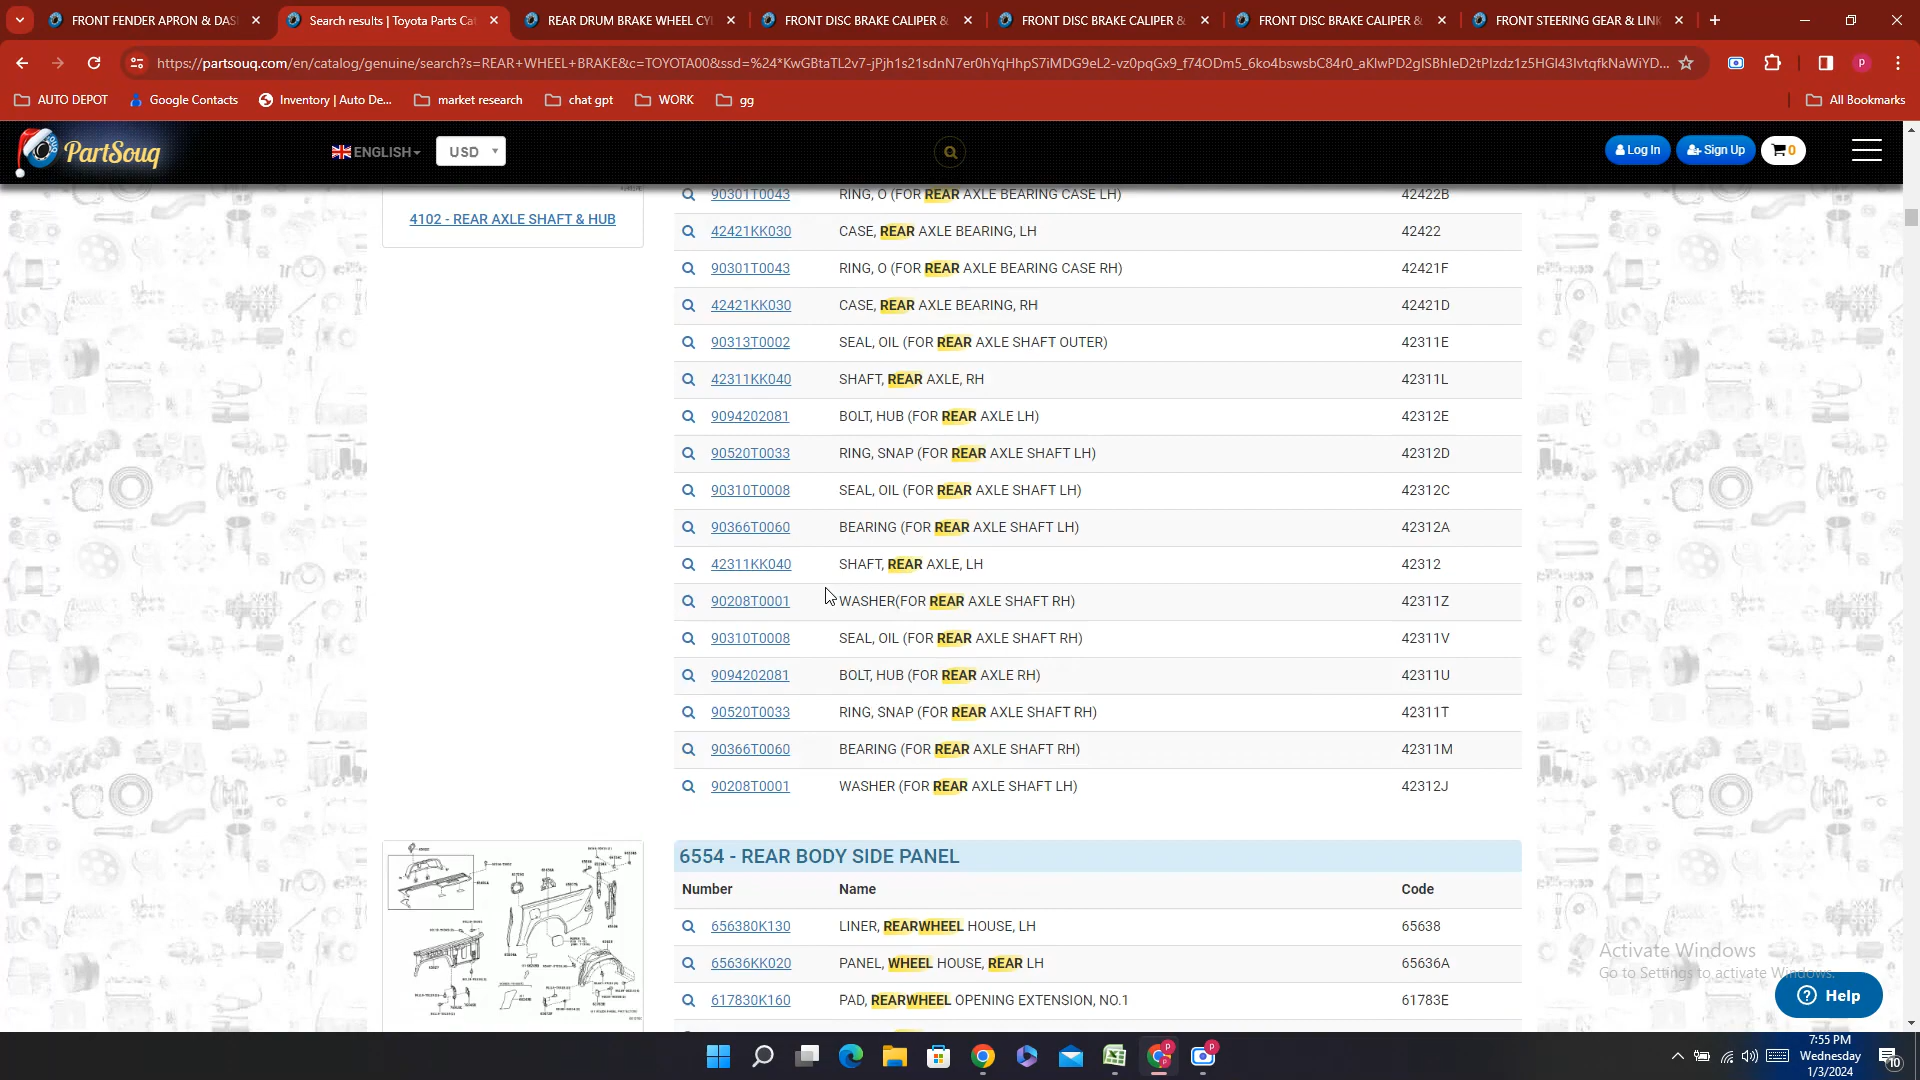 FRONT FENDER APRON & DAS
Search results | Toyota Parts Cat
REAR DRUM BRAKE WHEEL CY
FRONT DISC BRAKE CALIPER &
FRONT DISC BRAKE CALIPER &
FRONT DISC BRAKE CALIPER &
FRONT STEERING GEAR & LINK
AUTO DEPOT
Google Contacts
Inventory | Auto De...
market research
chat gpt
WORK
gg
All Bookmarks
PartSouq
ENGLISH
USD
Log In
Sign Up
0
4102 - REAR AXLE SHAFT & HUB
90301T0043 RING, O (FOR REAR AXLE BEARING CASE LH) 42422B
42421KK030 CASE, REAR AXLE BEARING, LH 42422
90301T0043 RING, O (FOR REAR AXLE BEARING CASE RH) 42421F
42421KK030 CASE, REAR AXLE BEARING, RH 42421D
90313T0002 SEAL, OIL (FOR REAR AXLE SHAFT OUTER) 42311E
42311KK040 SHAFT, REAR AXLE, RH 42311L
9094202081 BOLT, HUB (FOR REAR AXLE LH) 42312E
90520T0033 RING, SNAP (FOR REAR AXLE SHAFT LH) 42312D
90310T0008 SEAL, OIL (FOR REAR AXLE SHAFT LH) 42312C
90366T0060 BEARING (FOR REAR AXLE SHAFT LH) 42312A
42311KK040 SHAFT, REAR AXLE, LH 42312
90208T0001 WASHER(FOR REAR AXLE SHAFT RH) 42311Z
90310T0008 SEAL, OIL (FOR REAR AXLE SHAFT RH) 42311V
9094202081 BOLT, HUB (FOR REAR AXLE RH) 42311U
90520T0033 RING, SNAP (FOR REAR AXLE SHAFT RH) 42311T
90366T0060 BEARING (FOR REAR AXLE SHAFT RH) 42311M
90208T0001 WASHER (FOR REAR AXLE SHAFT LH) 42312J
6554 - REAR BODY SIDE PANEL
Number Name Code
656380K130 LINER, REARWHEEL HOUSE, LH 65638
65636KK020 PANEL, WHEEL HOUSE, REAR LH 65636A
617830K160 PAD, REARWHEEL OPENING EXTENSION, NO.1 61783E
Activate Windows
Go to Settings to activate Windows.
Help
7:55 PM
Wednesday
1/3/2024
10